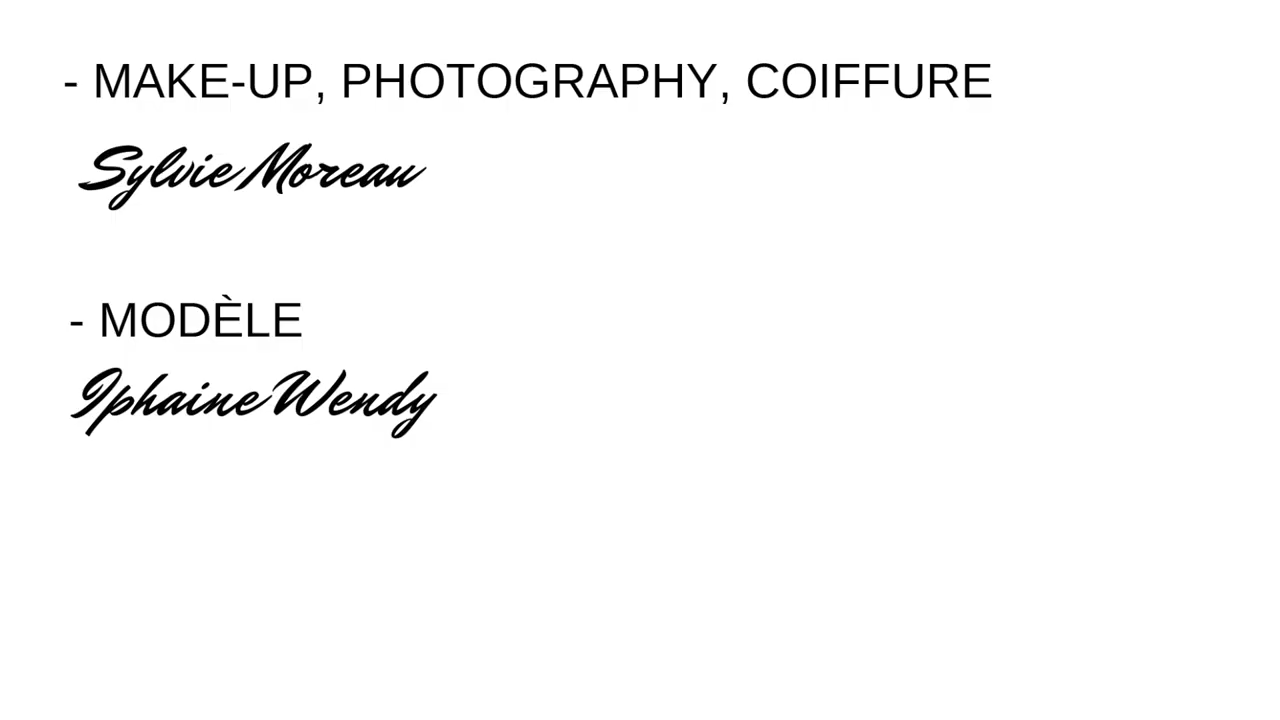 - MAKE-UP, PHOTOGRAPHY, COIFFURE
Sylvie Moreau
- MODÈLE
Iphaine Wendy